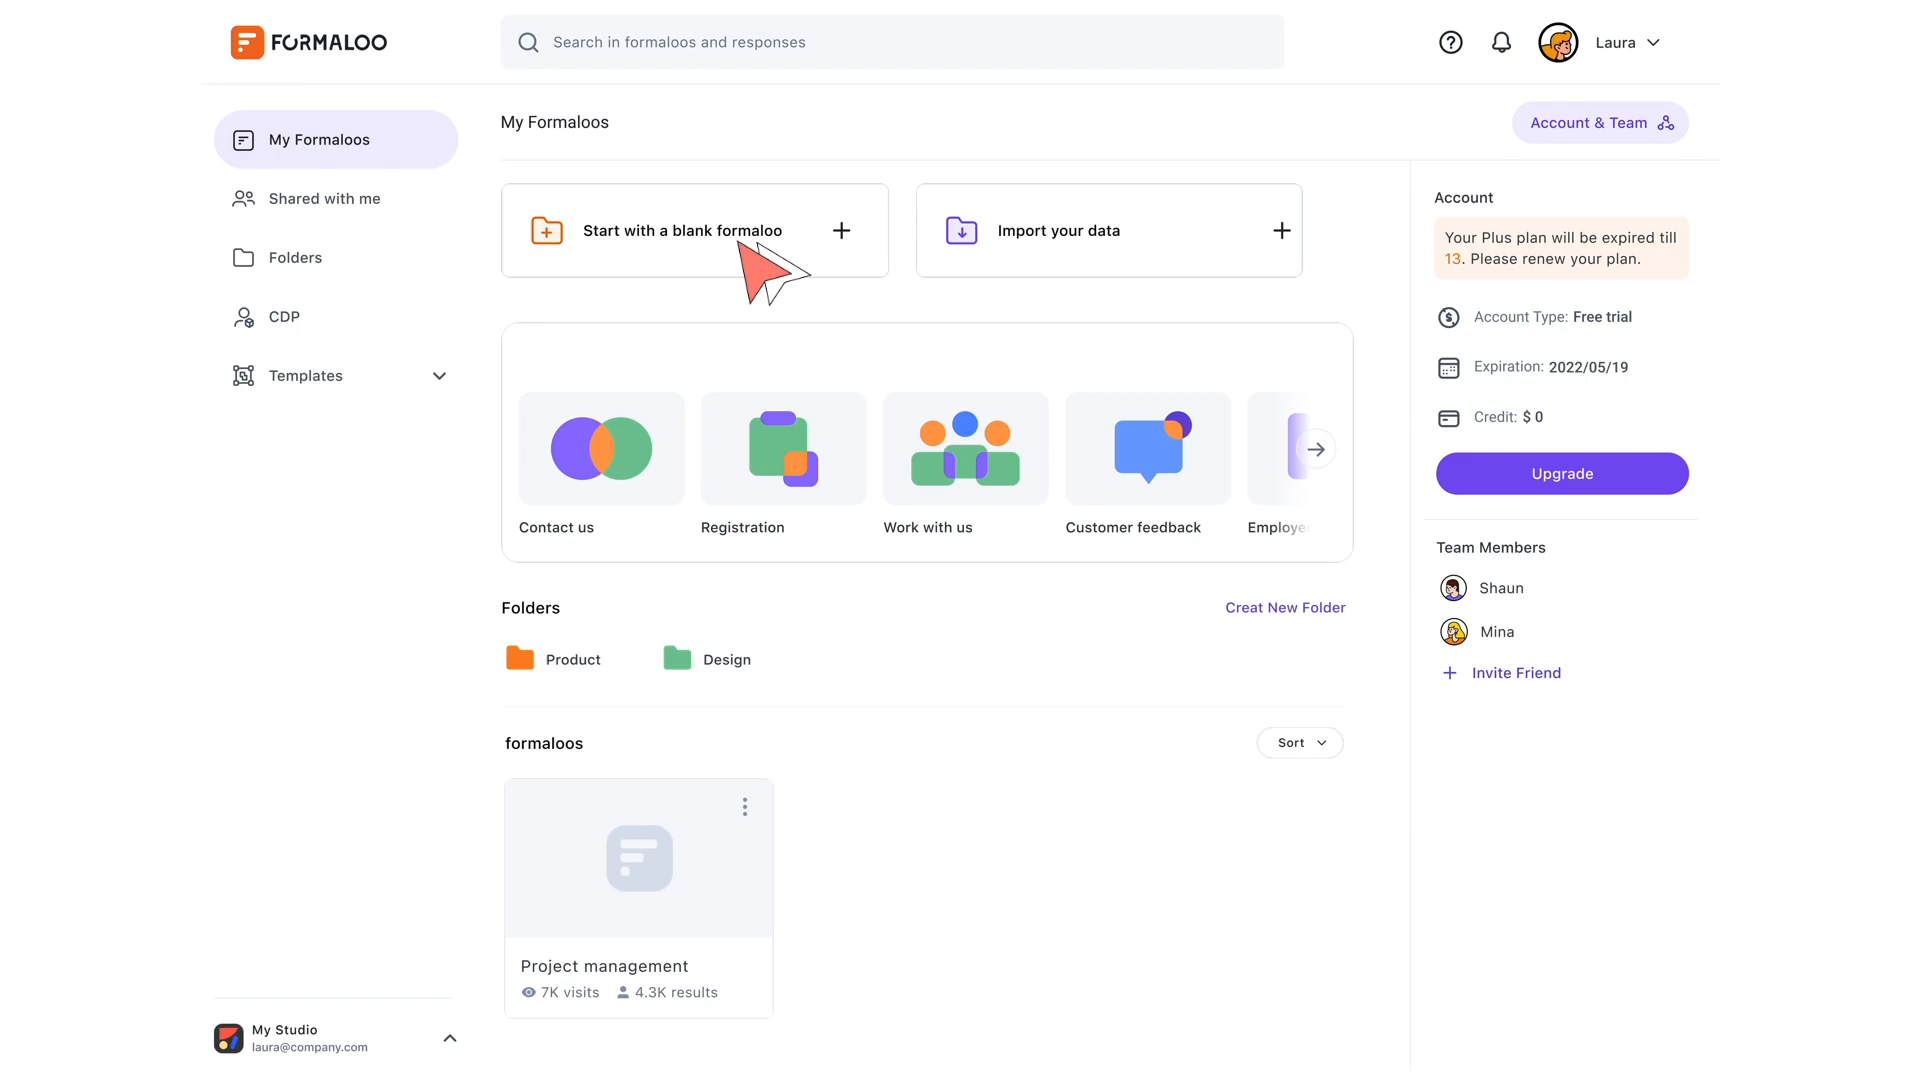 FORMALOO
Search in formaloos and responses
Laura
My Formaloos
Shared with me
Folders
CDP
Templates
My Formaloos
Account & Team
Start with a blank formaloo
Import your data
Contact us
Registration
Work with us
Customer feedback
Employe
Folders
Creat New Folder
Product
Design
formaloos
Sort
Project management
7K visits
4.3K results
Account
Your Plus plan will be expired till
13. Please renew your plan.
Account Type: Free trial
Expiration: 2022/05/19
Credit: $ 0
Upgrade
Team Members
Shaun
Mina
Invite Friend
My Studio
laura@company.com